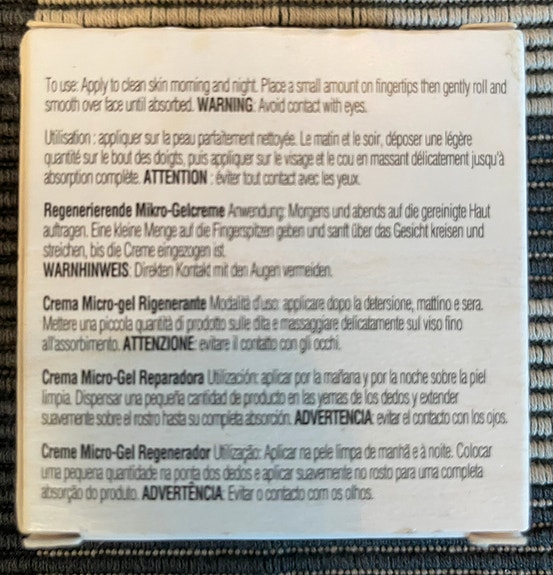 To use: Apply to clean skin morning and night. Place a small amount on fingertips then gently roll and
smooth over face until absorbed. WARNING: Avoid contact with eyes.
Utilisation : appliquer sur la peau parfaitement nettoyée. Le matin et le soir, déposer une légère
quantité sur le bout des doigts, puis appliquer sur le visage et le cou en massant délicatement jusqu'à
absorption complète. ATTENTION : éviter tout contact avec les yeux.
Regenerierende Mikro-Gelcreme Anwendung: Morgens und abends auf die gereinigte Haut
auftragen. Eine kleine Menge auf die Fingerspitzen geben und sanft über das Gesicht kreisen und
streichen, bis die Creme eingezogen ist.
WARNHINWEIS: Direkten Kontakt mit den Augen vermeiden.
Crema Micro-gel Rigenerante Modalità d'uso: applicare dopo la detersione, mattino e sera.
Mettere una piccola quantità di prodotto sulle dita e massaggiare delicatamente sul viso fino
all'assorbimento. ATTENZIONE: evitare il contatto con gli occhi.
Crema Micro-Gel Reparadora Utilización: aplicar por la mañana y por la noche sobre la piel
limpia. Dispensar una pequeña cantidad de producto en las yemas de los dedos y extender
suavemente sobre el rostro hasta su completa absorción. ADVERTENCIA: evitar el contacto con los ojos.
Creme Micro-Gel Regenerador Utilização: Aplicar na pele limpa de manhã e à noite. Colocar
uma pequena quantidade na ponta dos dedos e aplicar suavemente no rosto para uma completa
absorção do produto. ADVERTÊNCIA: Evitar o contacto com os olhos.